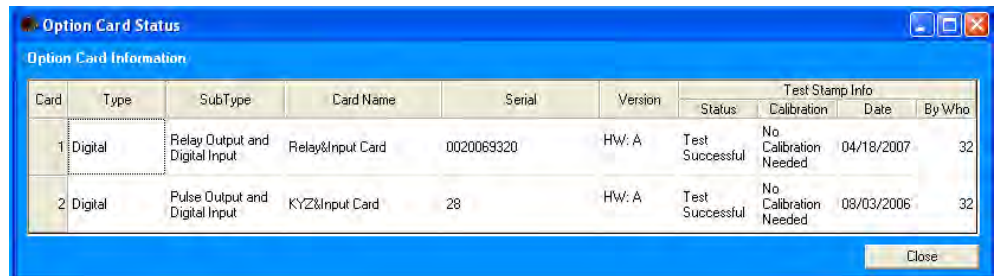 Option Card Status
Option Card Information
Card Type SubType Card Name Serial Version Test Stamp Info
Status Calibration Date By Who
1 Digital Relay Output and Digital Input Relay&Input Card 0020069320 HW: A Test Successful No Calibration Needed 04/18/2007 32
2 Digital Pulse Output and Digital Input KYZ&Input Card 28 HW: A Test Successful No Calibration Needed 08/03/2006 32
Close